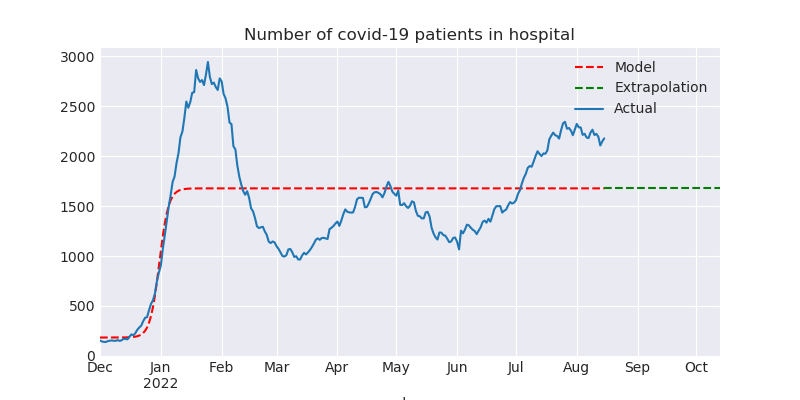 Number of covid-19 patients in hospital
3000
2500
2000
1500
1000
500
0
Model
Extrapolation
Actual
Dec Jan Feb Mar Apr May Jun Jul Aug Sep Oct
2022